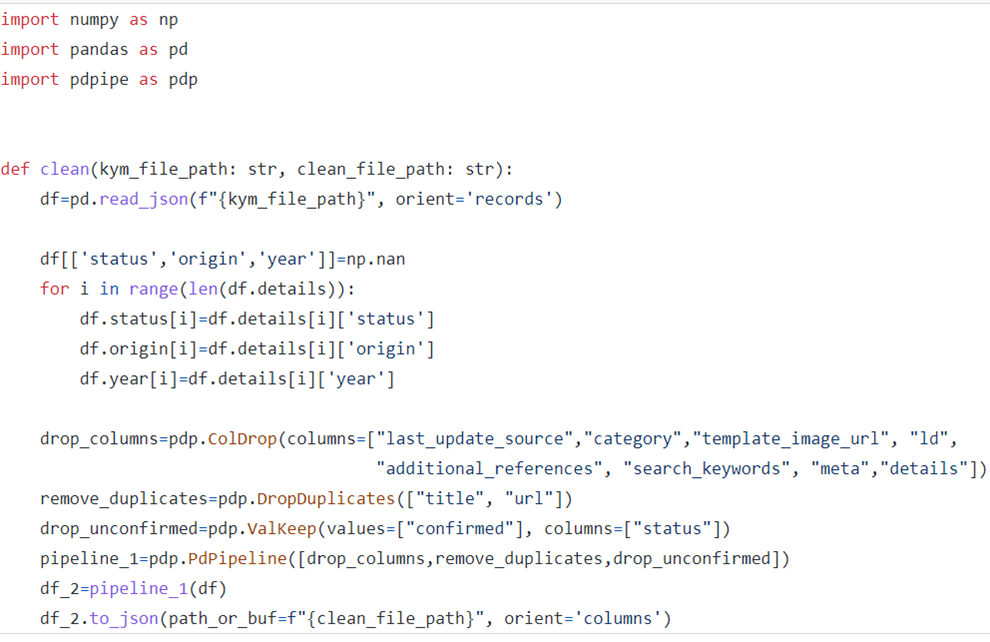 import numpy as np
import pandas as pd
import pdpipe as pdp
def clean(kym_file_path: str, clean_file_path: str):
    df=pd.read_json(f"{kym_file_path}", orient='records')
    df[['status','origin','year']]=np.nan
    for i in range(len(df.details)):
        df.status[i]=df.details[i]['status']
        df.origin[i]=df.details[i]['origin']
        df.year[i]=df.details[i]['year']
    drop_columns=pdp.ColDrop(columns=["last_update_source","category","template_image_url", "ld",
                                      "additional_references", "search_keywords", "meta","details"])
    remove_duplicates=pdp.DropDuplicates(["title", "url"])
    drop_unconfirmed=pdp.ValKeep(values=["confirmed"], columns=["status"])
    pipeline_1=pdp.PdPipeline([drop_columns,remove_duplicates,drop_unconfirmed])
    df_2=pipeline_1(df)
    df_2.to_json(path_or_buf=f"{clean_file_path}", orient='columns')